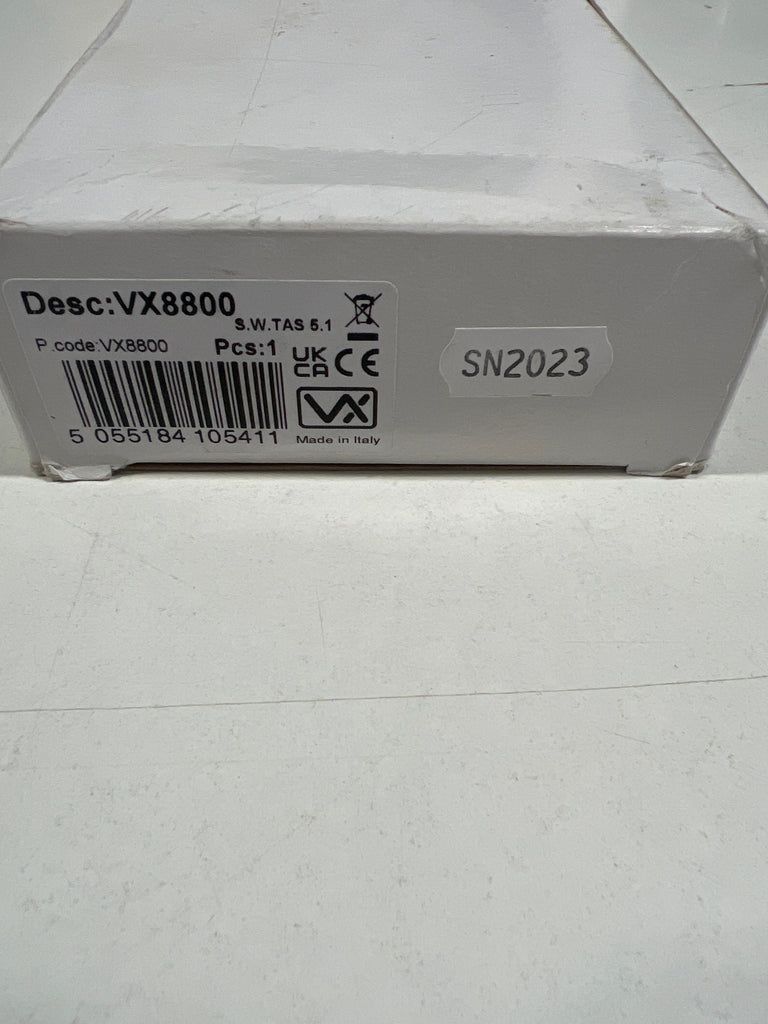 Desc:VX8800
S.W.TAS 5.1
P.code:VX8800 Pcs:1
UK
CA CE
VX
5 055184 105411
Made in Italy
SN2023